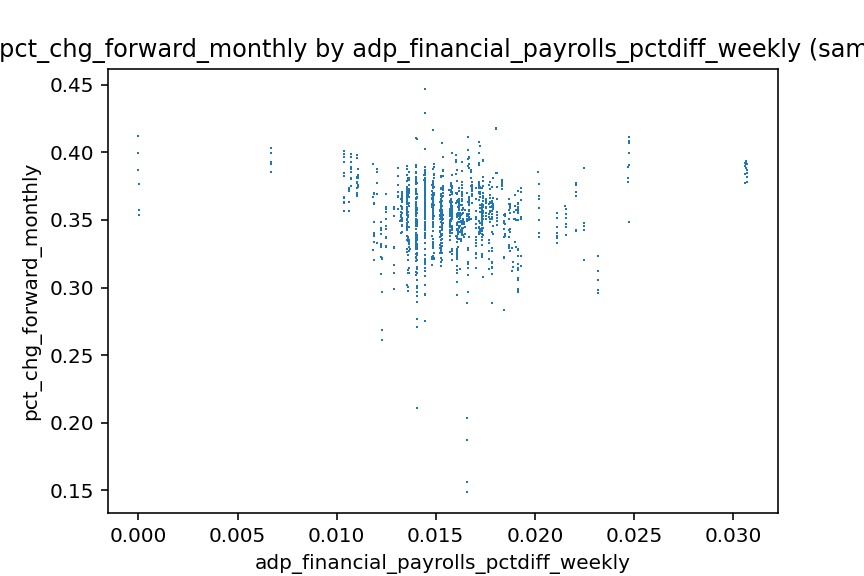 pct_chg_forward_monthly by adp_financial_payrolls_pctdiff_weekly (sam
0.45
0.40
0.35
0.30
0.25
0.20
0.15
pct_chg_forward_monthly
0.000 0.005 0.010 0.015 0.020 0.025 0.030
adp_financial_payrolls_pctdiff_weekly